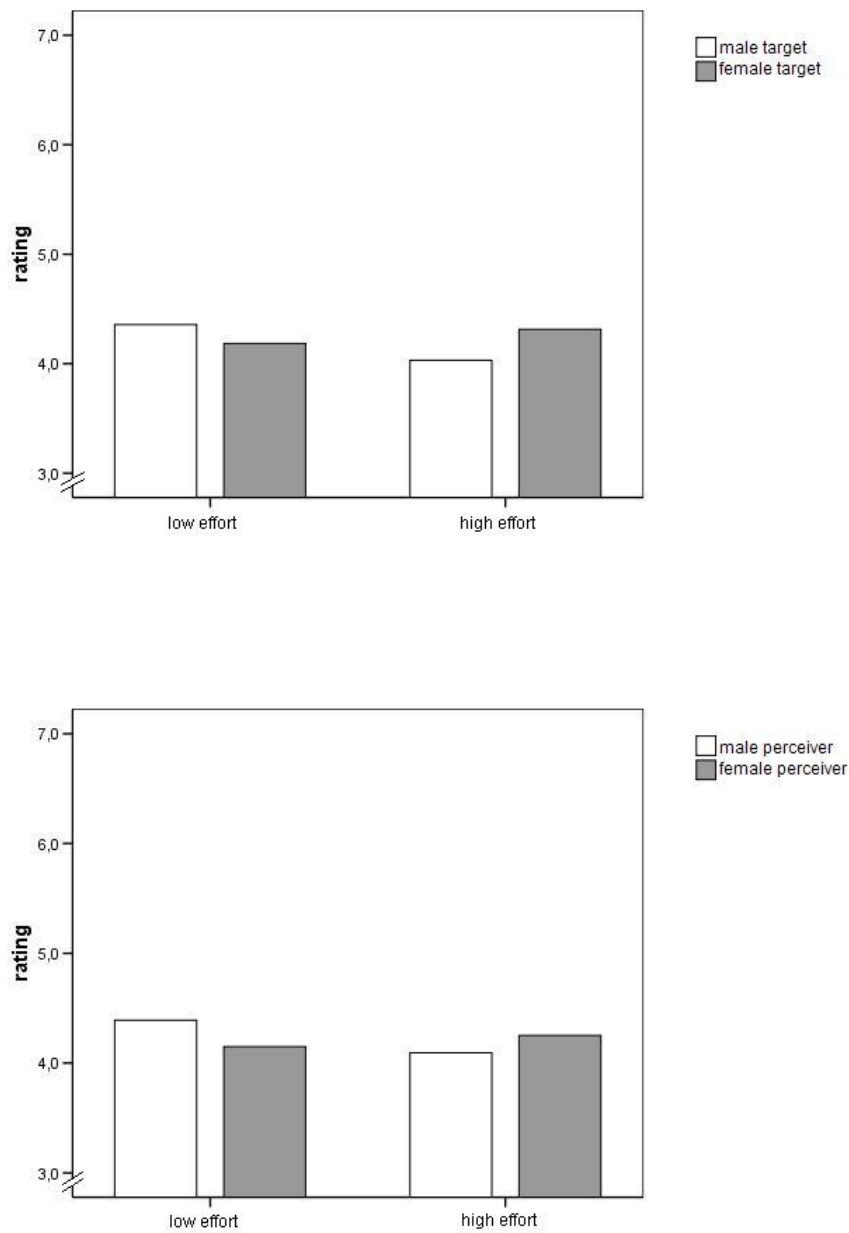 7,0
6,0
5,0
4,0
3,0
rating
low effort
high effort
male target
female target
7,0
6,0
5,0
4,0
3,0
rating
low effort
high effort
male perceiver
female perceiver